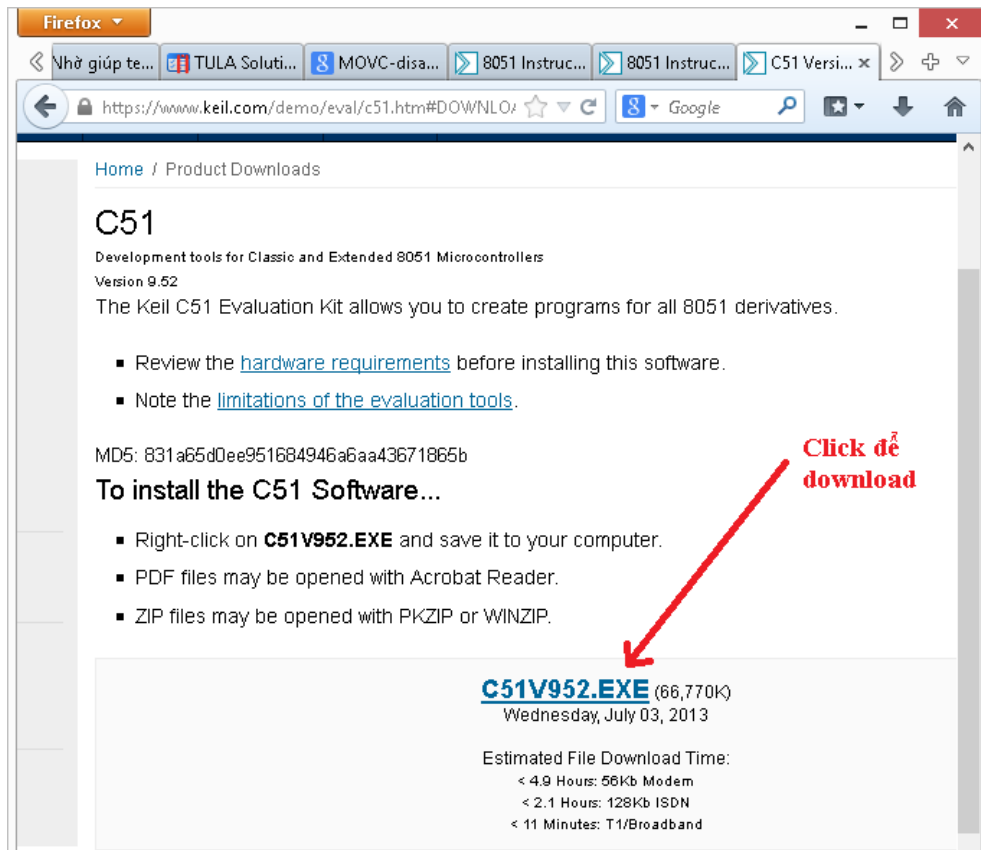 Firefox
Nhờ giúp te...
TULA Soluti...
MOVC-disa...
8051 Instruc...
8051 Instruc...
C51 Versi...
https://www.keil.com/demo/eval/c51.htm#DOWNLO
Google
Home / Product Downloads
C51
Development tools for Classic and Extended 8051 Microcontrollers
Version 9.52
The Keil C51 Evaluation Kit allows you to create programs for all 8051 derivatives.
Review the hardware requirements before installing this software.
Note the limitations of the evaluation tools.
MD5: 831a65d0ee951684946a6aa43671865b
Click để
download
To install the C51 Software...
Right-click on C51V952.EXE and save it to your computer.
PDF files may be opened with Acrobat Reader.
ZIP files may be opened with PKZIP or WINZIP.
C51V952.EXE (66,770K)
Wednesday, July 03, 2013
Estimated File Download Time:
< 4.9 Hours: 56Kb Modem
< 2.1 Hours: 128Kb ISDN
< 11 Minutes: T1/Broadband